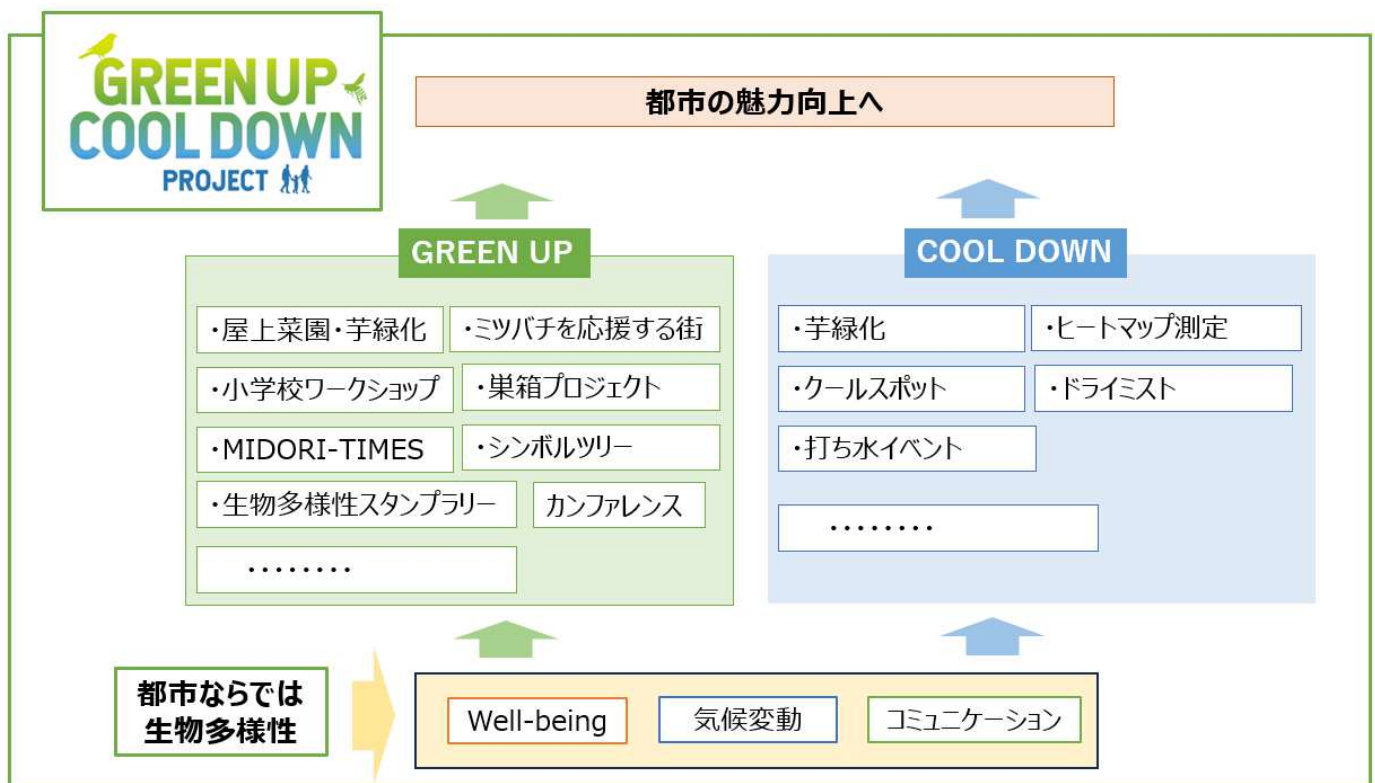 GREEN UP
COOL DOWN
PROJECT
都市の魅力向上へ
GREEN UP
・屋上菜園・芋緑化
・ミツバチを応援する街
・小学校ワークショップ
・巣箱プロジェクト
・MIDORI-TIMES
・シンボルツリー
・生物多様性スタンプラリー
カンファレンス
・・・・・・・・
COOL DOWN
・芋緑化
・ヒートマップ測定
・クールスポット
・ドライミスト
・打ち水イベント
・・・・・・・・
都市ならでは
生物多様性
Well-being
気候変動
コミュニケーション